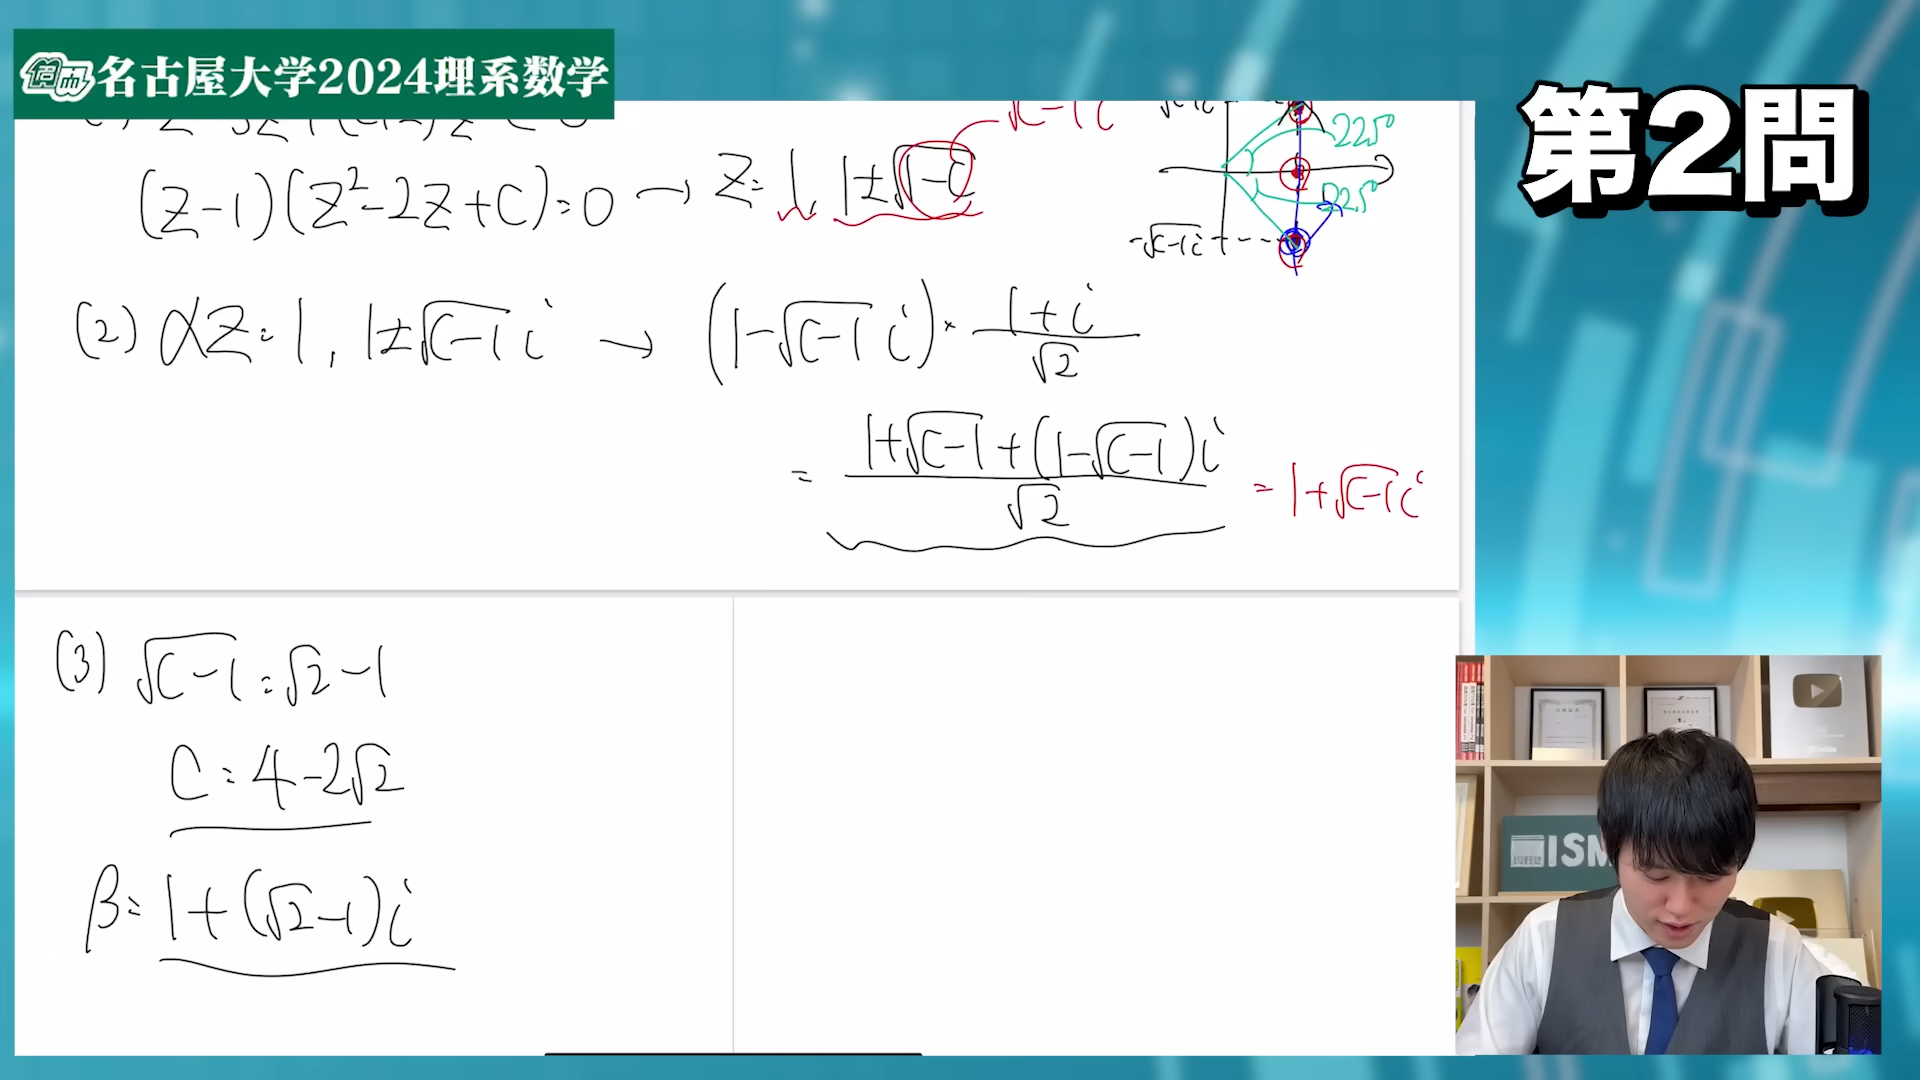 名古屋大学2024理系数学
第2問
(z-1)(z²-2z+c)=0 → z=1, 1±√1-c
√c-1 i
22.5°
22.5°
-√c-1 i
(2) αz=1, 1±√c-1 i → (1-√c-1 i)・(1+i)/√2
= (1+√c-1+(1-√c-1)i)/√2 = 1+√c-1 i
(3) √c-1=√2-1
c=4-2√2
β=1+(√2-1)i
ISM